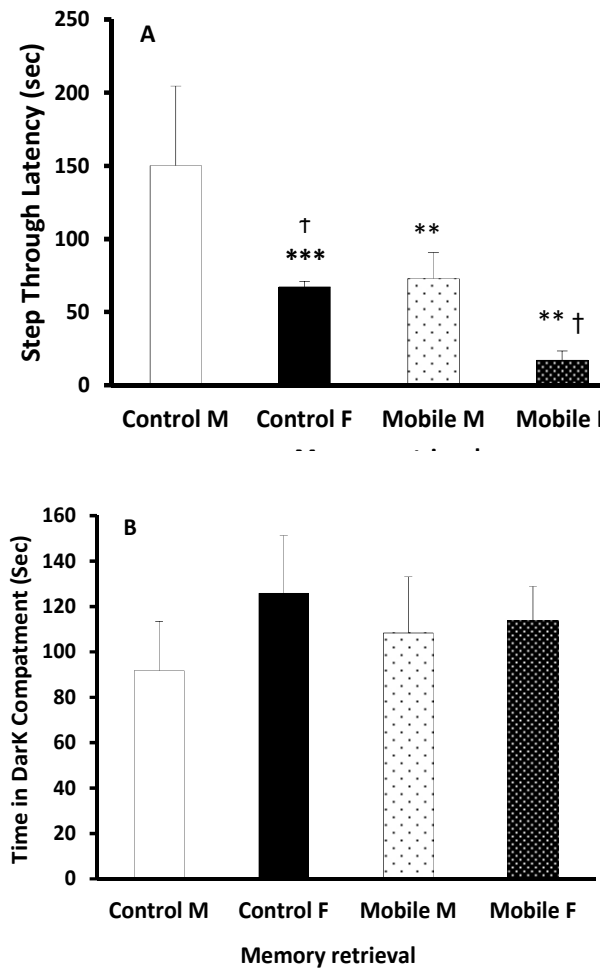 250
A
Step Through Latency (sec)
200
150
100
50
0
†
***
**
** †
Control M Control F Mobile M Mobile
160
B
Time in DarK Compatment (Sec)
140
120
100
80
60
40
20
0
Control M Control F Mobile M Mobile F
Memory retrieval